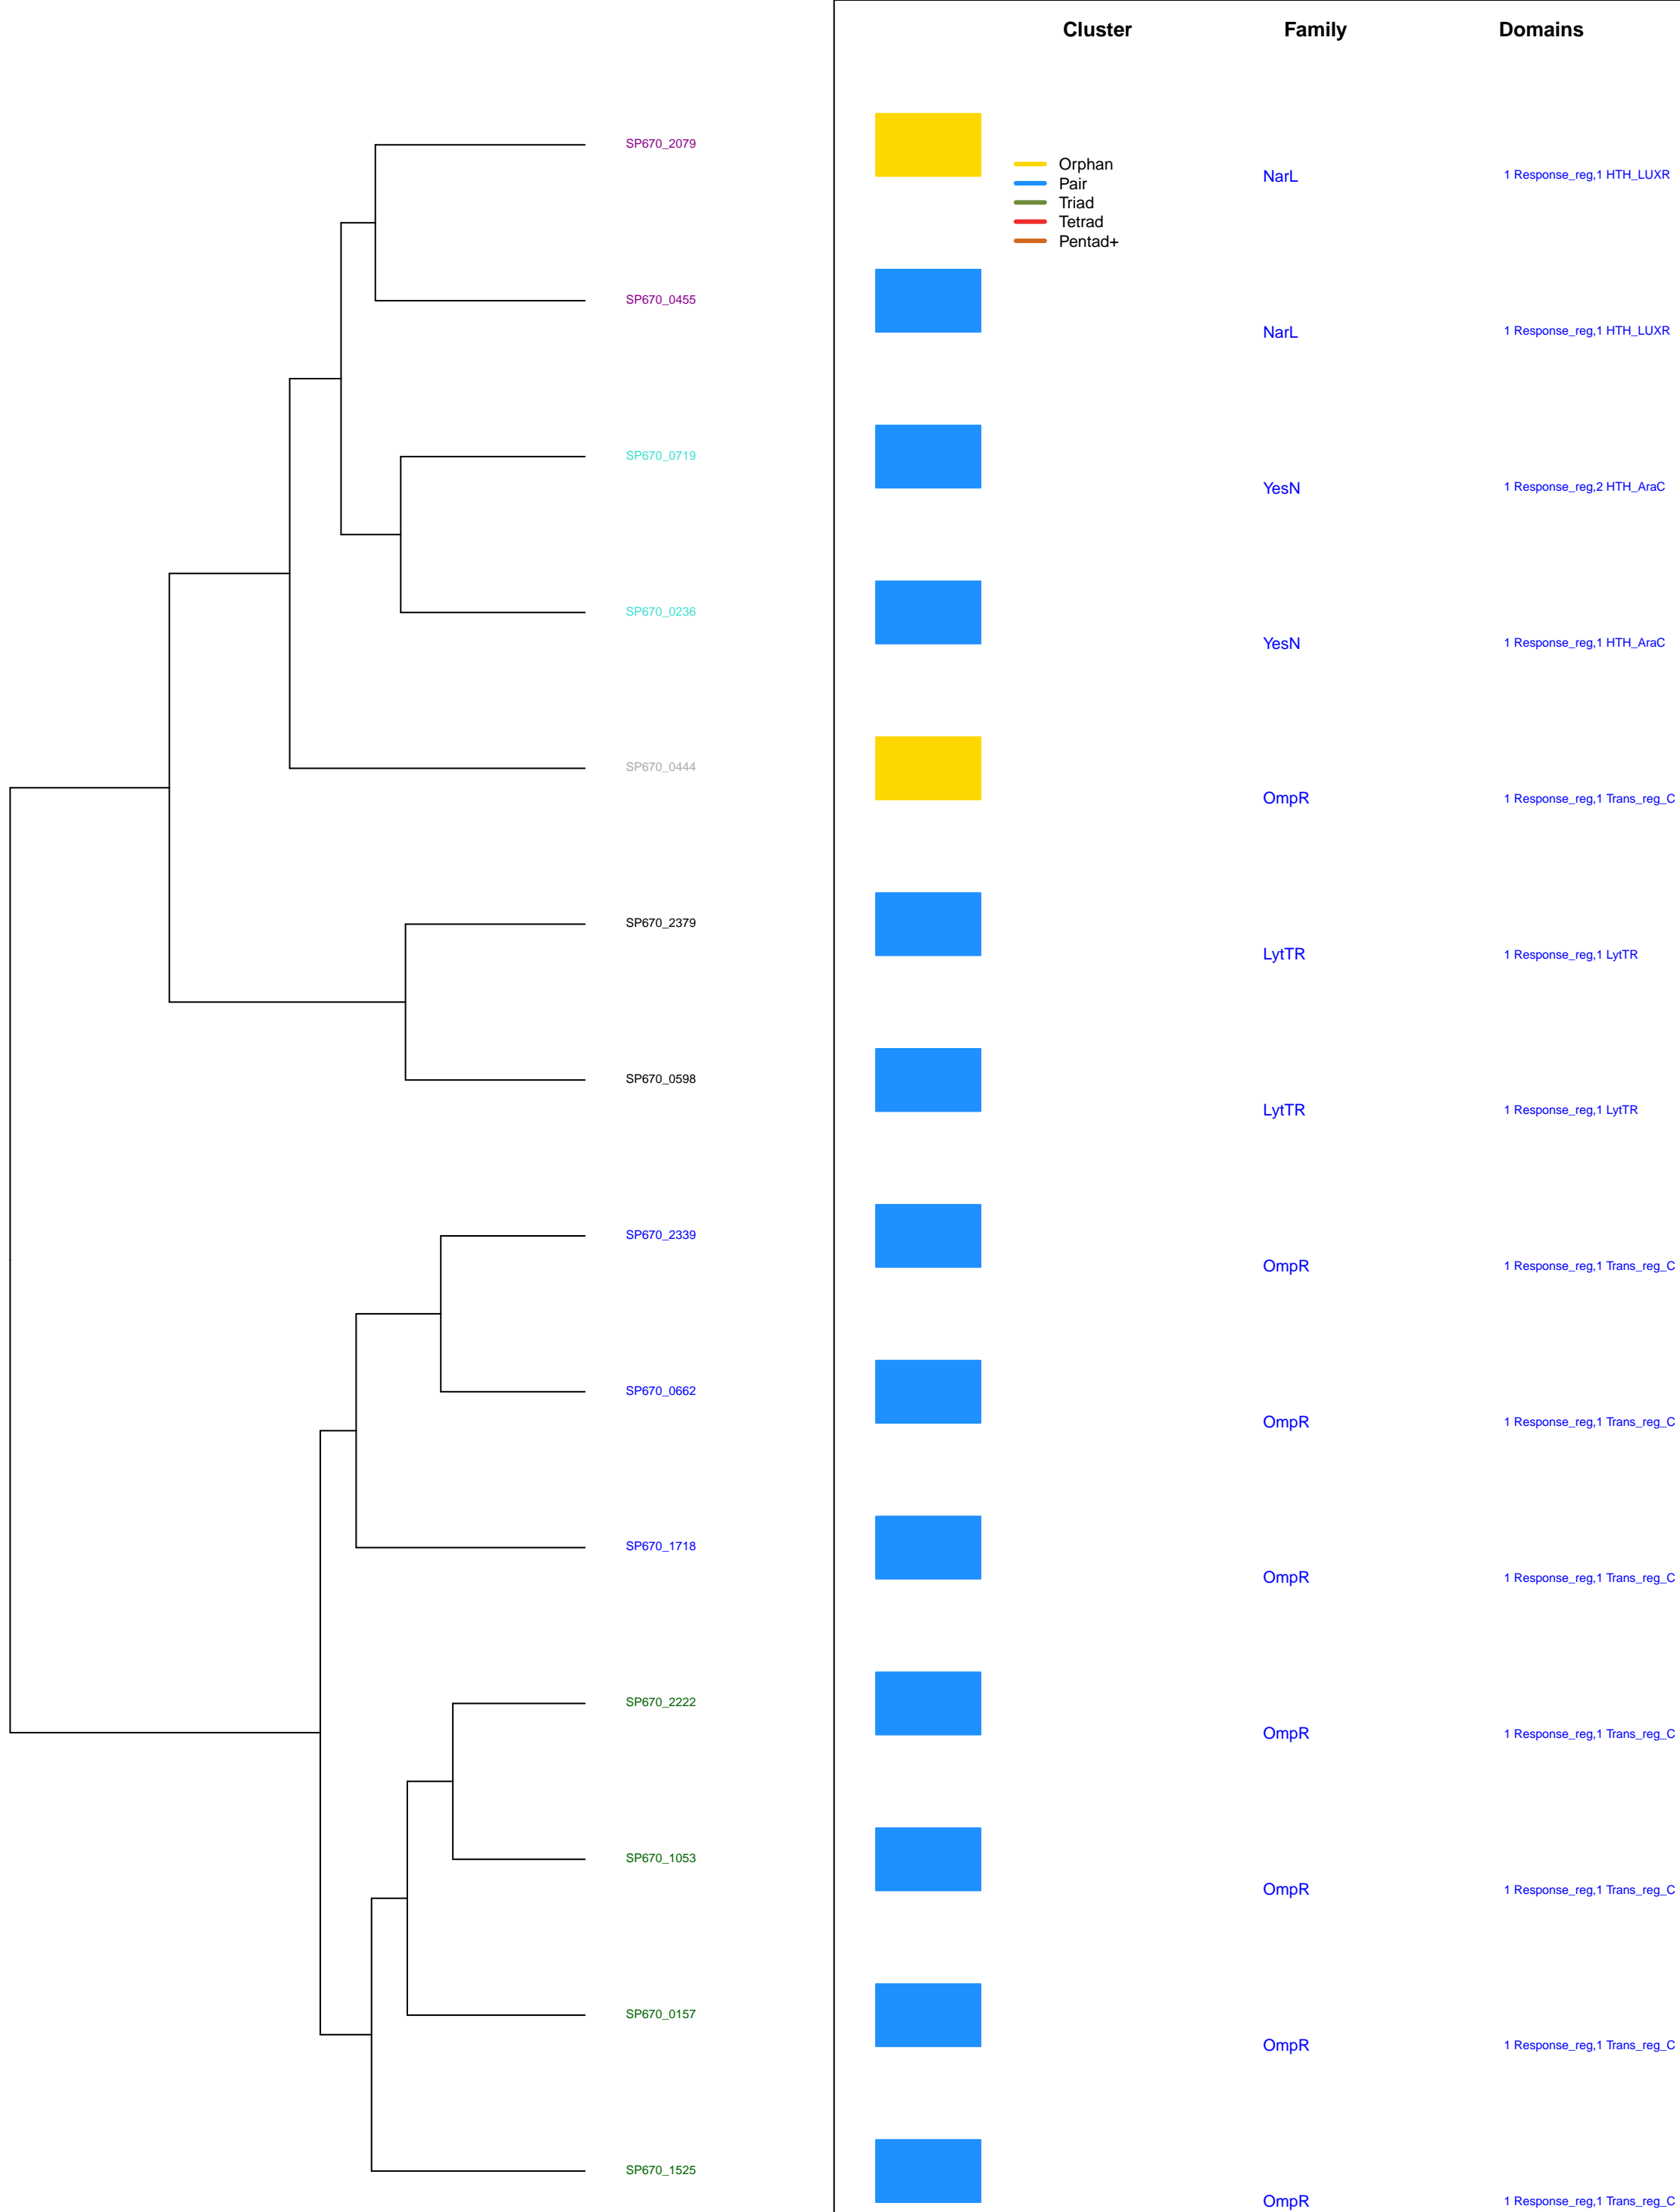 Cluster Family Domains
SP670_2079
Orphan
Pair
Triad
Tetrad
Pentad+
NarL 1 Response_reg,1 HTH_LUXR
SP670_0455
NarL 1 Response_reg,1 HTH_LUXR
SP670_0719
YesN 1 Response_reg,2 HTH_AraC
SP670_0236
YesN 1 Response_reg,1 HTH_AraC
SP670_0444
OmpR 1 Response_reg,1 Trans_reg_C
SP670_2379
LytTR 1 Response_reg,1 LytTR
SP670_0598
LytTR 1 Response_reg,1 LytTR
SP670_2339
OmpR 1 Response_reg,1 Trans_reg_C
SP670_0662
OmpR 1 Response_reg,1 Trans_reg_C
SP670_1718
OmpR 1 Response_reg,1 Trans_reg_C
SP670_2222
OmpR 1 Response_reg,1 Trans_reg_C
SP670_1053
OmpR 1 Response_reg,1 Trans_reg_C
SP670_0157
OmpR 1 Response_reg,1 Trans_reg_C
SP670_1525
OmpR 1 Response_reg,1 Trans_reg_C